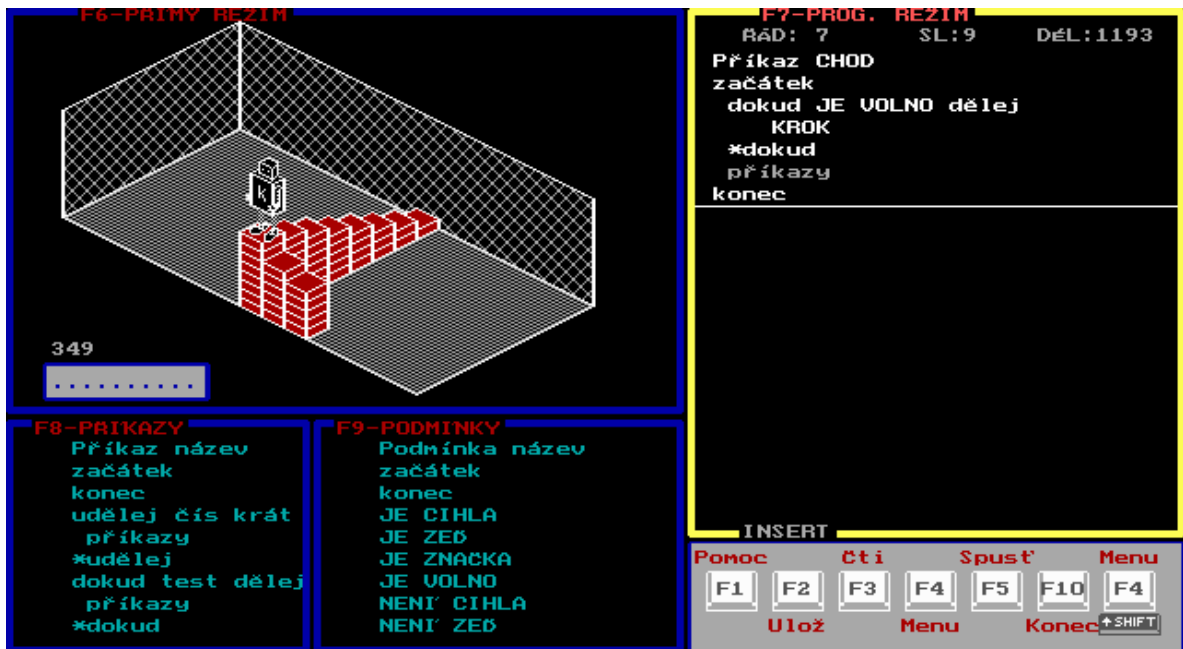 F6-PŘÍMÝ REŽIM
K
349
..........
F7-PROG. REŽIM
ŘÁD: 7 SL:9 DÉL:1193
Příkaz CHOD
začátek
dokud JE VOLNO dělej
KROK
*dokud
příkazy
konec
INSERT
F8-PŘÍKAZY
Příkaz název
začátek
konec
udělej čís krát
příkazy
*udělej
dokud test dělej
příkazy
*dokud
F9-PODMÍNKY
Podmínka název
začátek
konec
JE CIHLA
JE ZEĎ
JE ZNAČKA
JE VOLNO
NENÍ CIHLA
NENÍ ZEĎ
Pomoc Čti Spusť Menu
F1 F2 F3 F4 F5 F10 F4
Ulož Menu Konec SHIFT